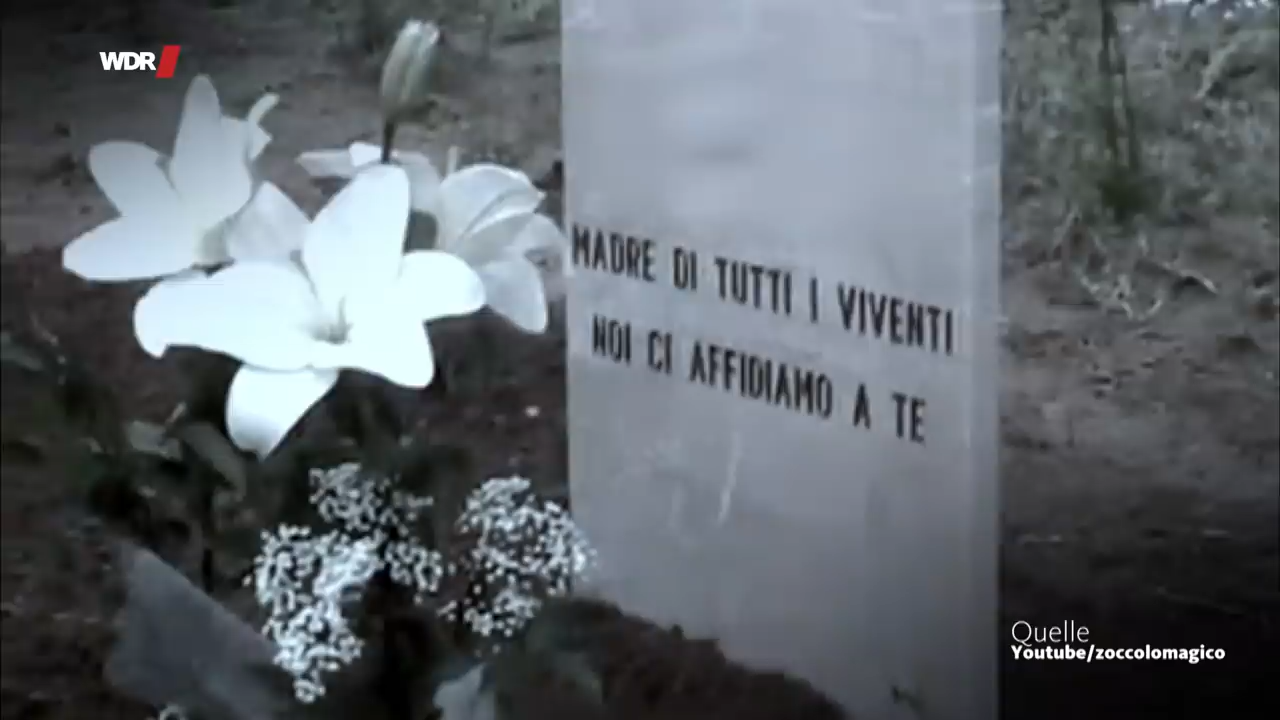 WDR
MADRE DI TUTTI I VIVENTI
NOI CI AFFIDIAMO A TE
Quelle
Youtube/zoccolomagico